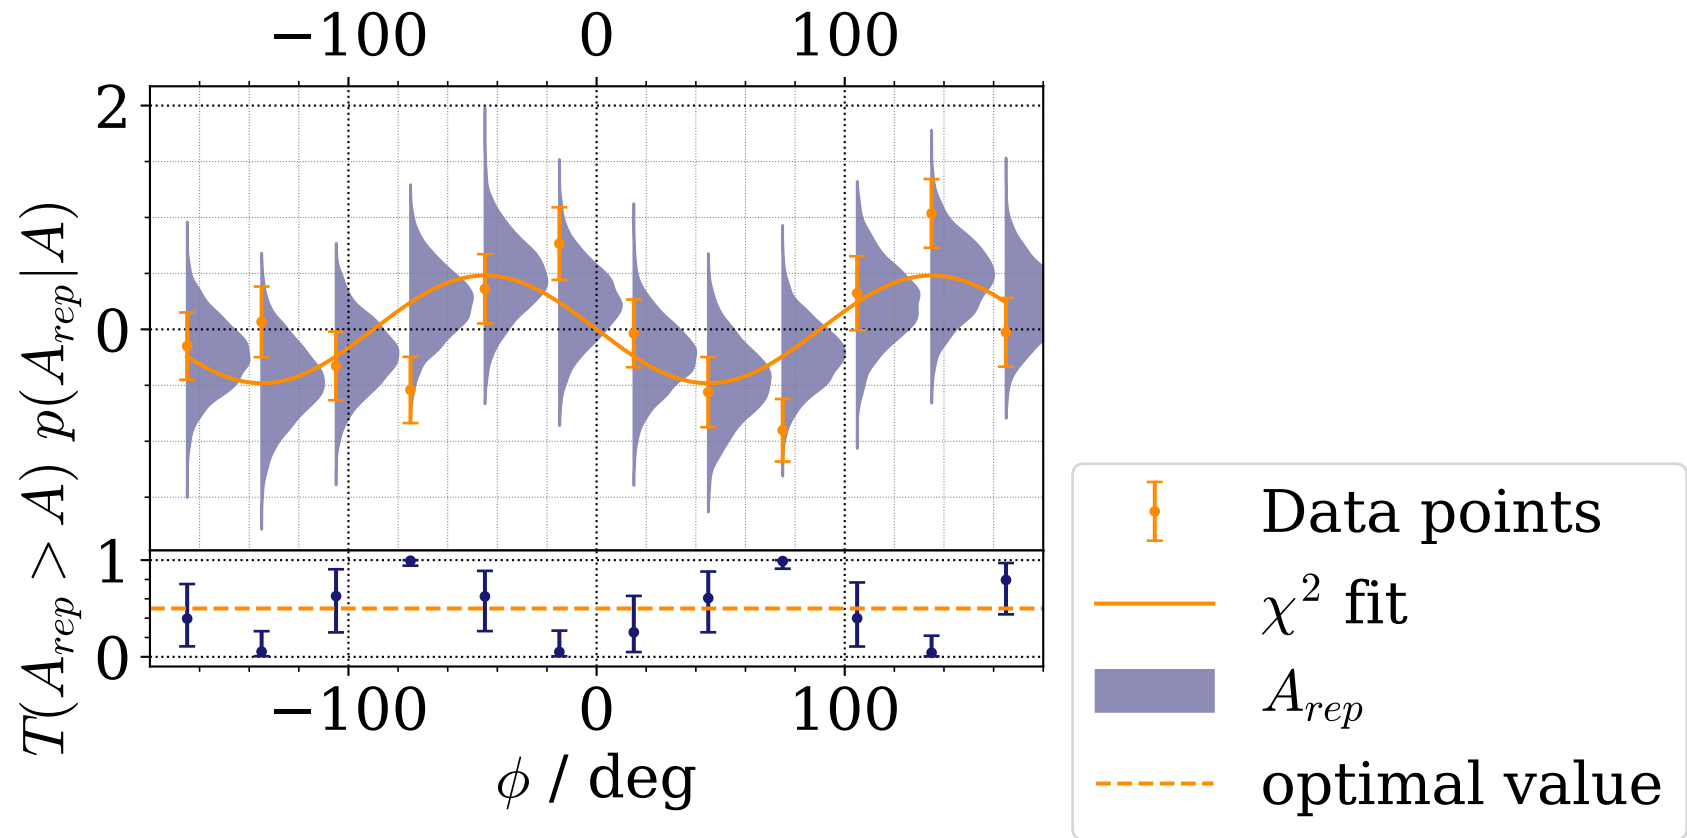 −100 0 100
2
0
p(A_rep|A)
1
0
T(A_rep > A)
−100 0 100
ϕ / deg
Data points
χ² fit
A_rep
optimal value